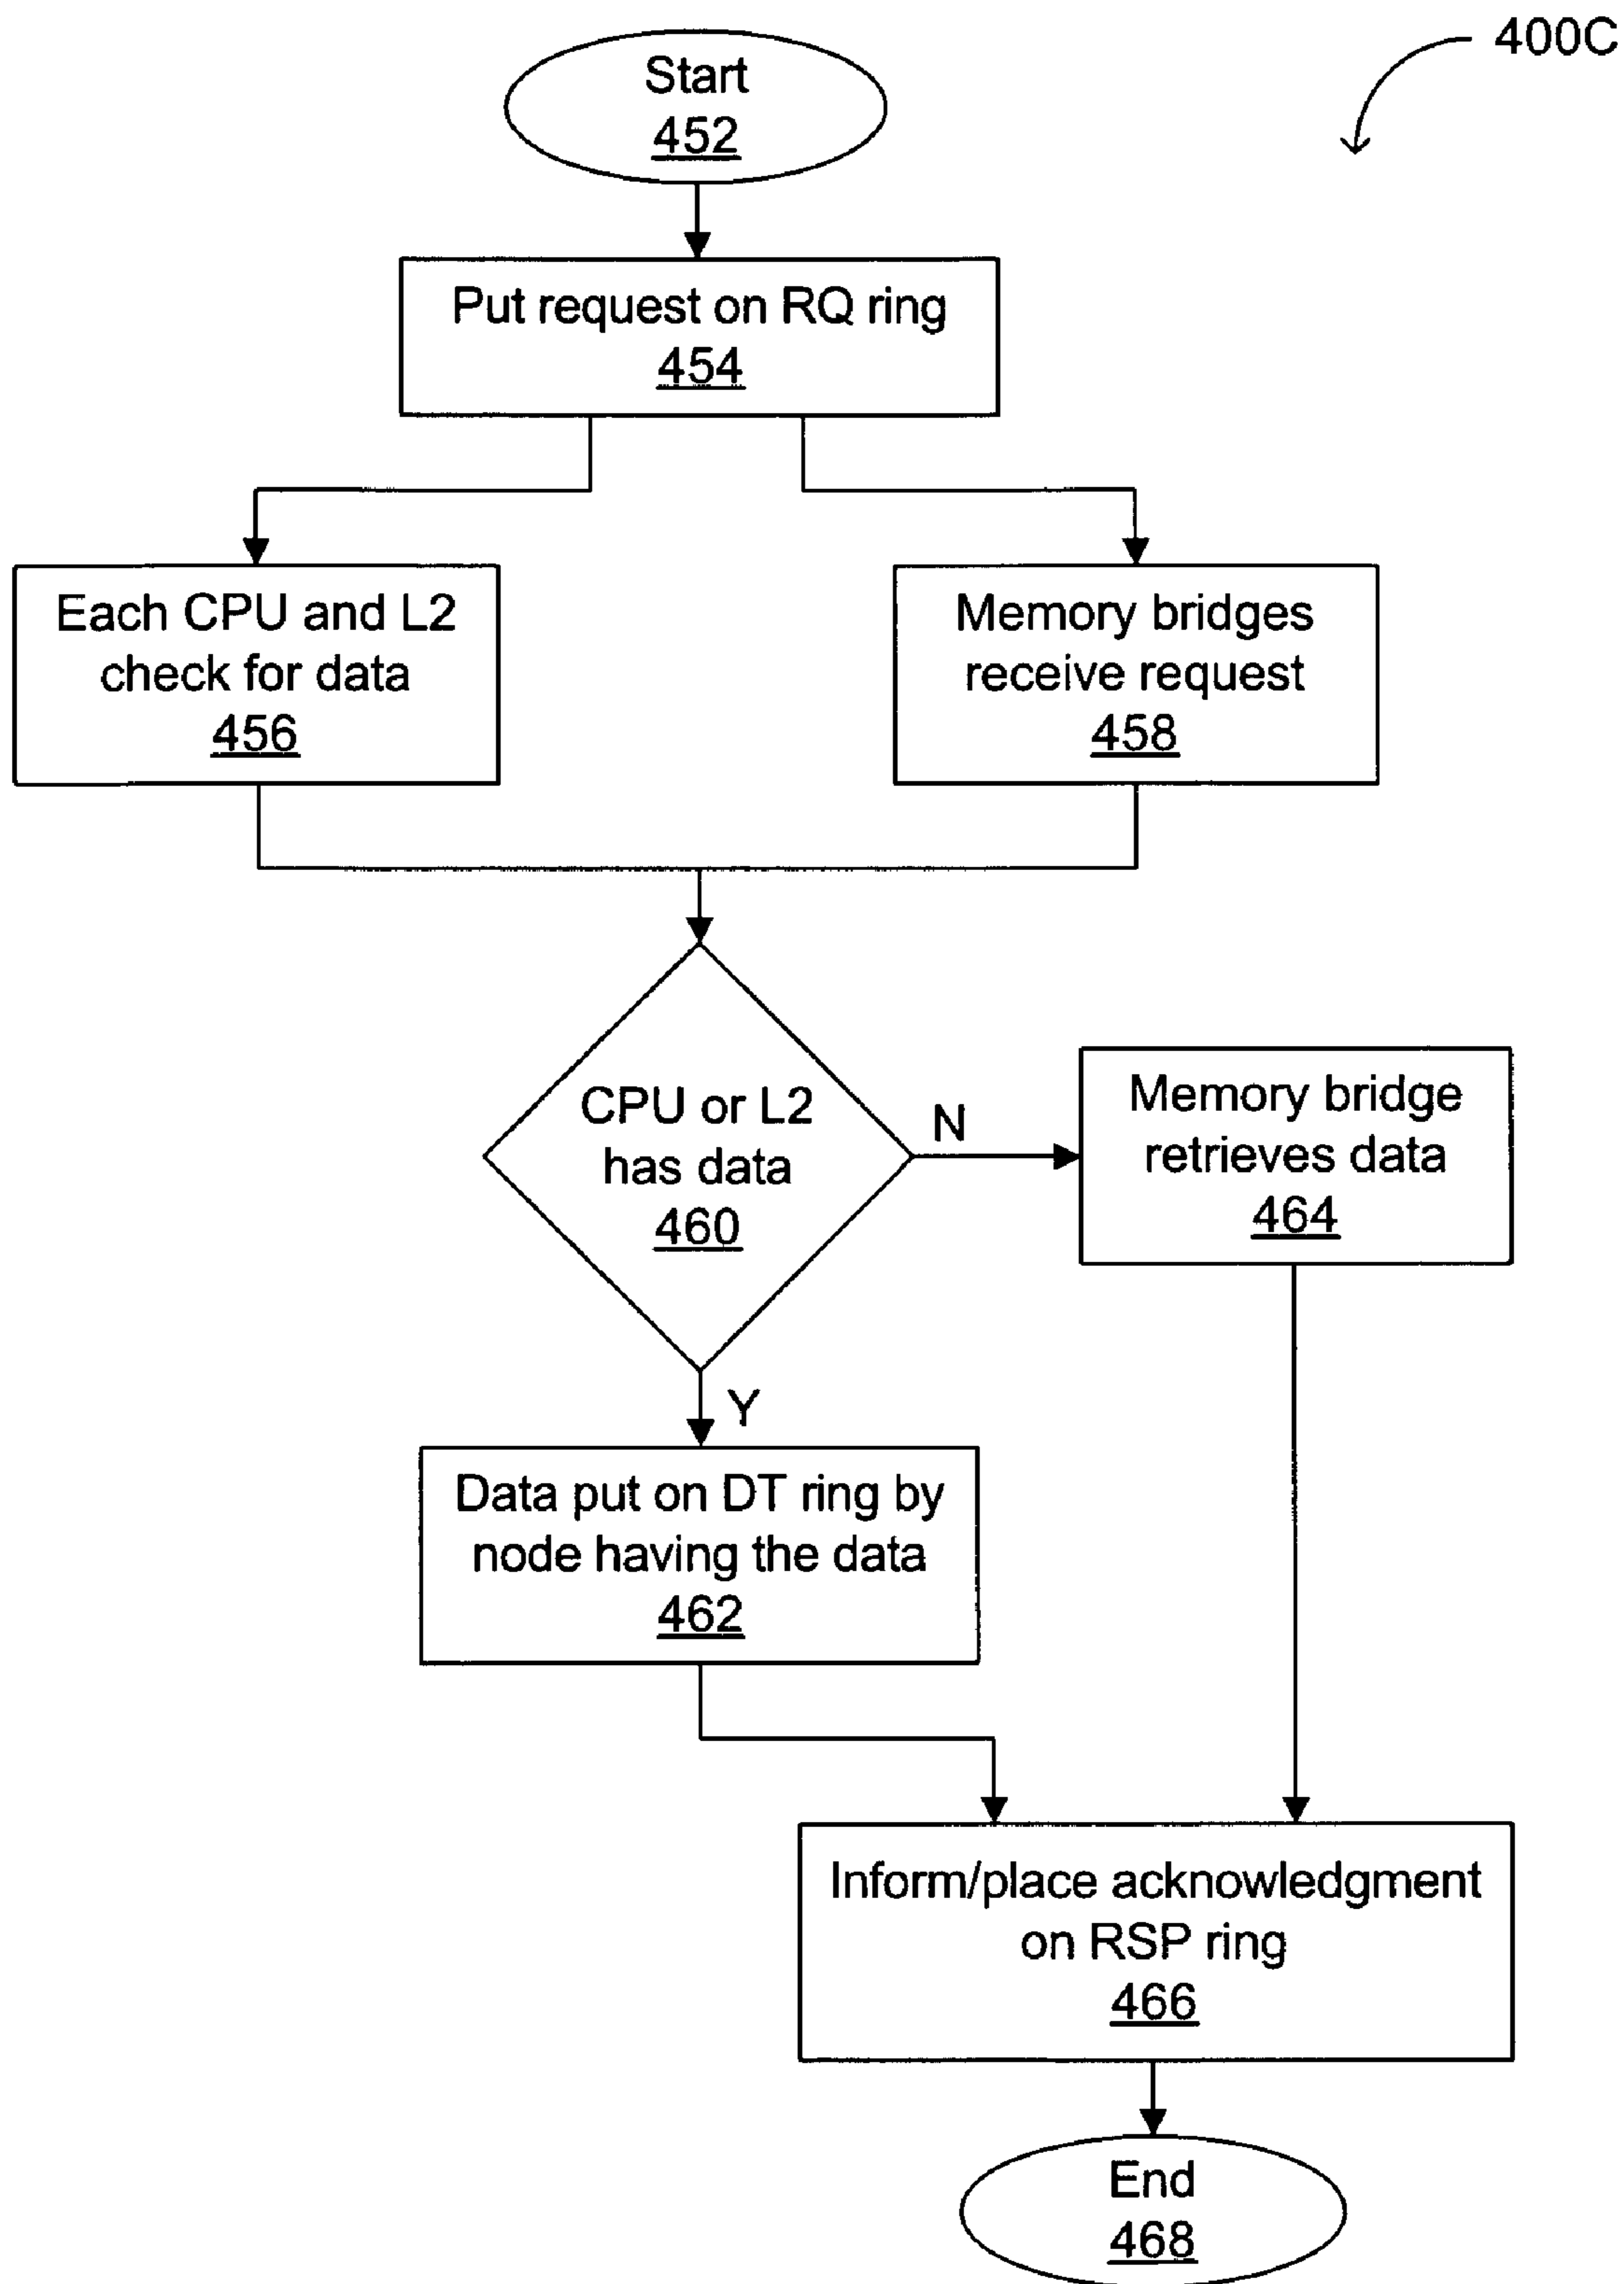 400C
Start
452
Put request on RQ ring
454
Each CPU and L2
check for data
456
Memory bridges
receive request
458
CPU or L2
has data
460
N
Memory bridge
retrieves data
464
Y
Data put on DT ring by
node having the data
462
Inform/place acknowledgment
on RSP ring
466
End
468